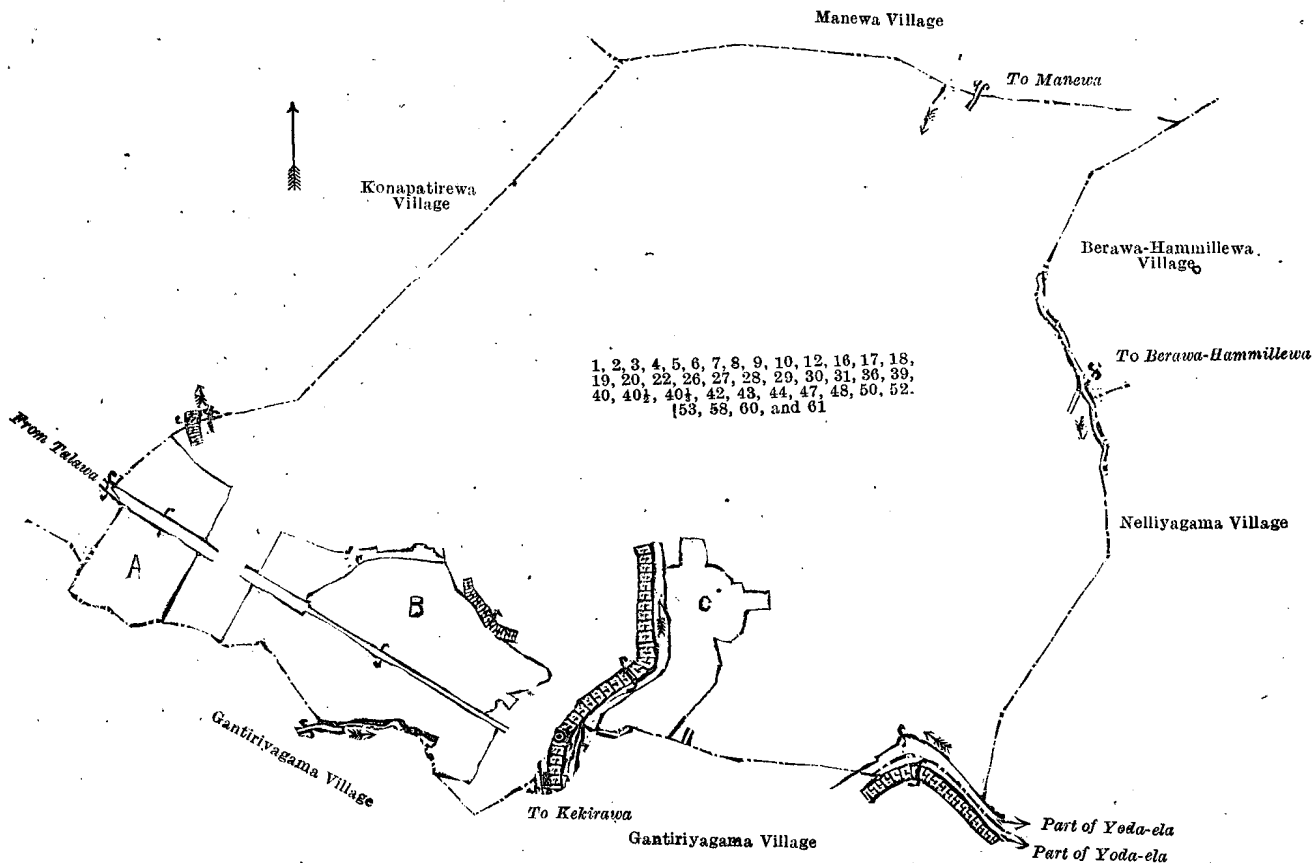 Manewa Village
To Manewa
Konapatirewa
Village
Berawa-Hammillewa
Village
To Berawa-Hammillewa
1, 2, 3, 4, 5, 6, 7, 8, 9, 10, 12, 16, 17, 18,
19, 20, 22, 26, 27, 28, 29, 30, 31, 36, 39,
40, 40½, 42, 43, 44, 47, 48, 50, 52.
53, 58, 60, and 61
From Talawa
Nelliyagama Village
A
B
C
Gantiriyagama Village
To Kekirawa
Gantiriyagama Village
Part of Yoda-ela
Part of Yoda-ela